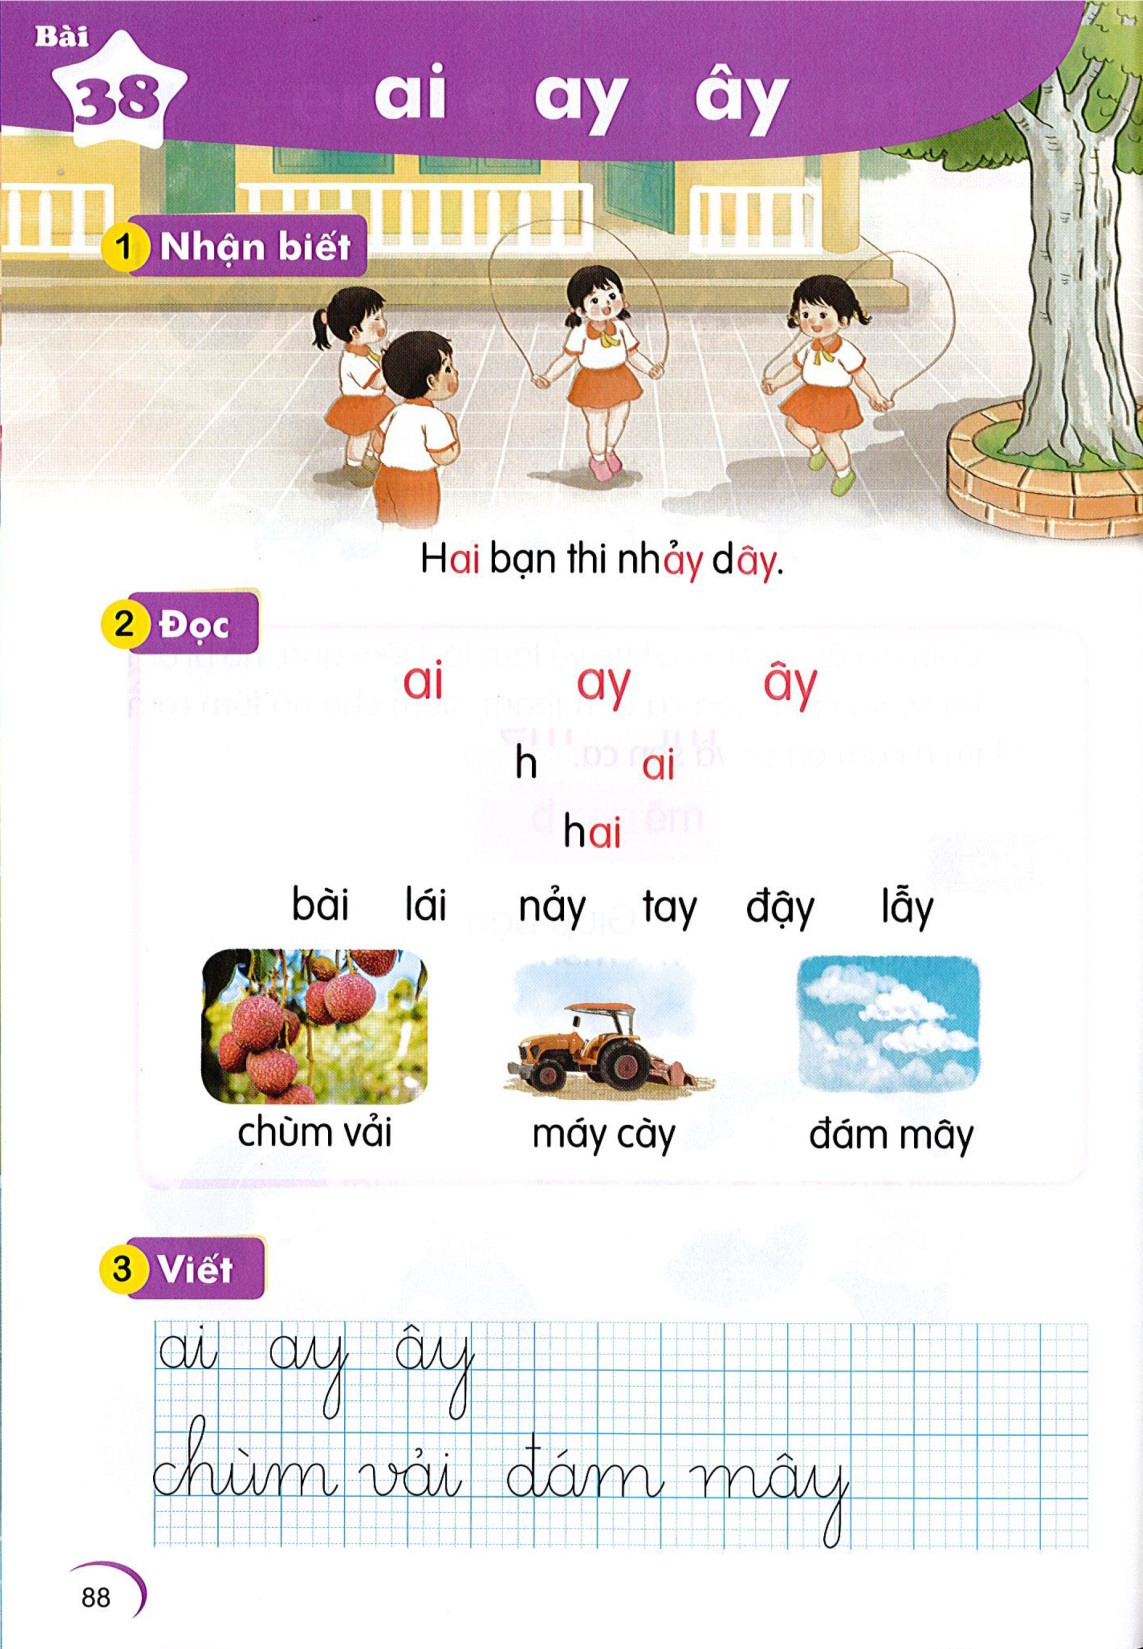 Bài
38
ai ay ây
1 Nhận biết
Hai bạn thi nhảy dây.
2 Đọc
ai ay ây
h ai
hai
bài lái nảy tay đậy lẫy
chùm vải máy cày đám mây
3 Viết
ai ay ây
chùm vải đám mây
88